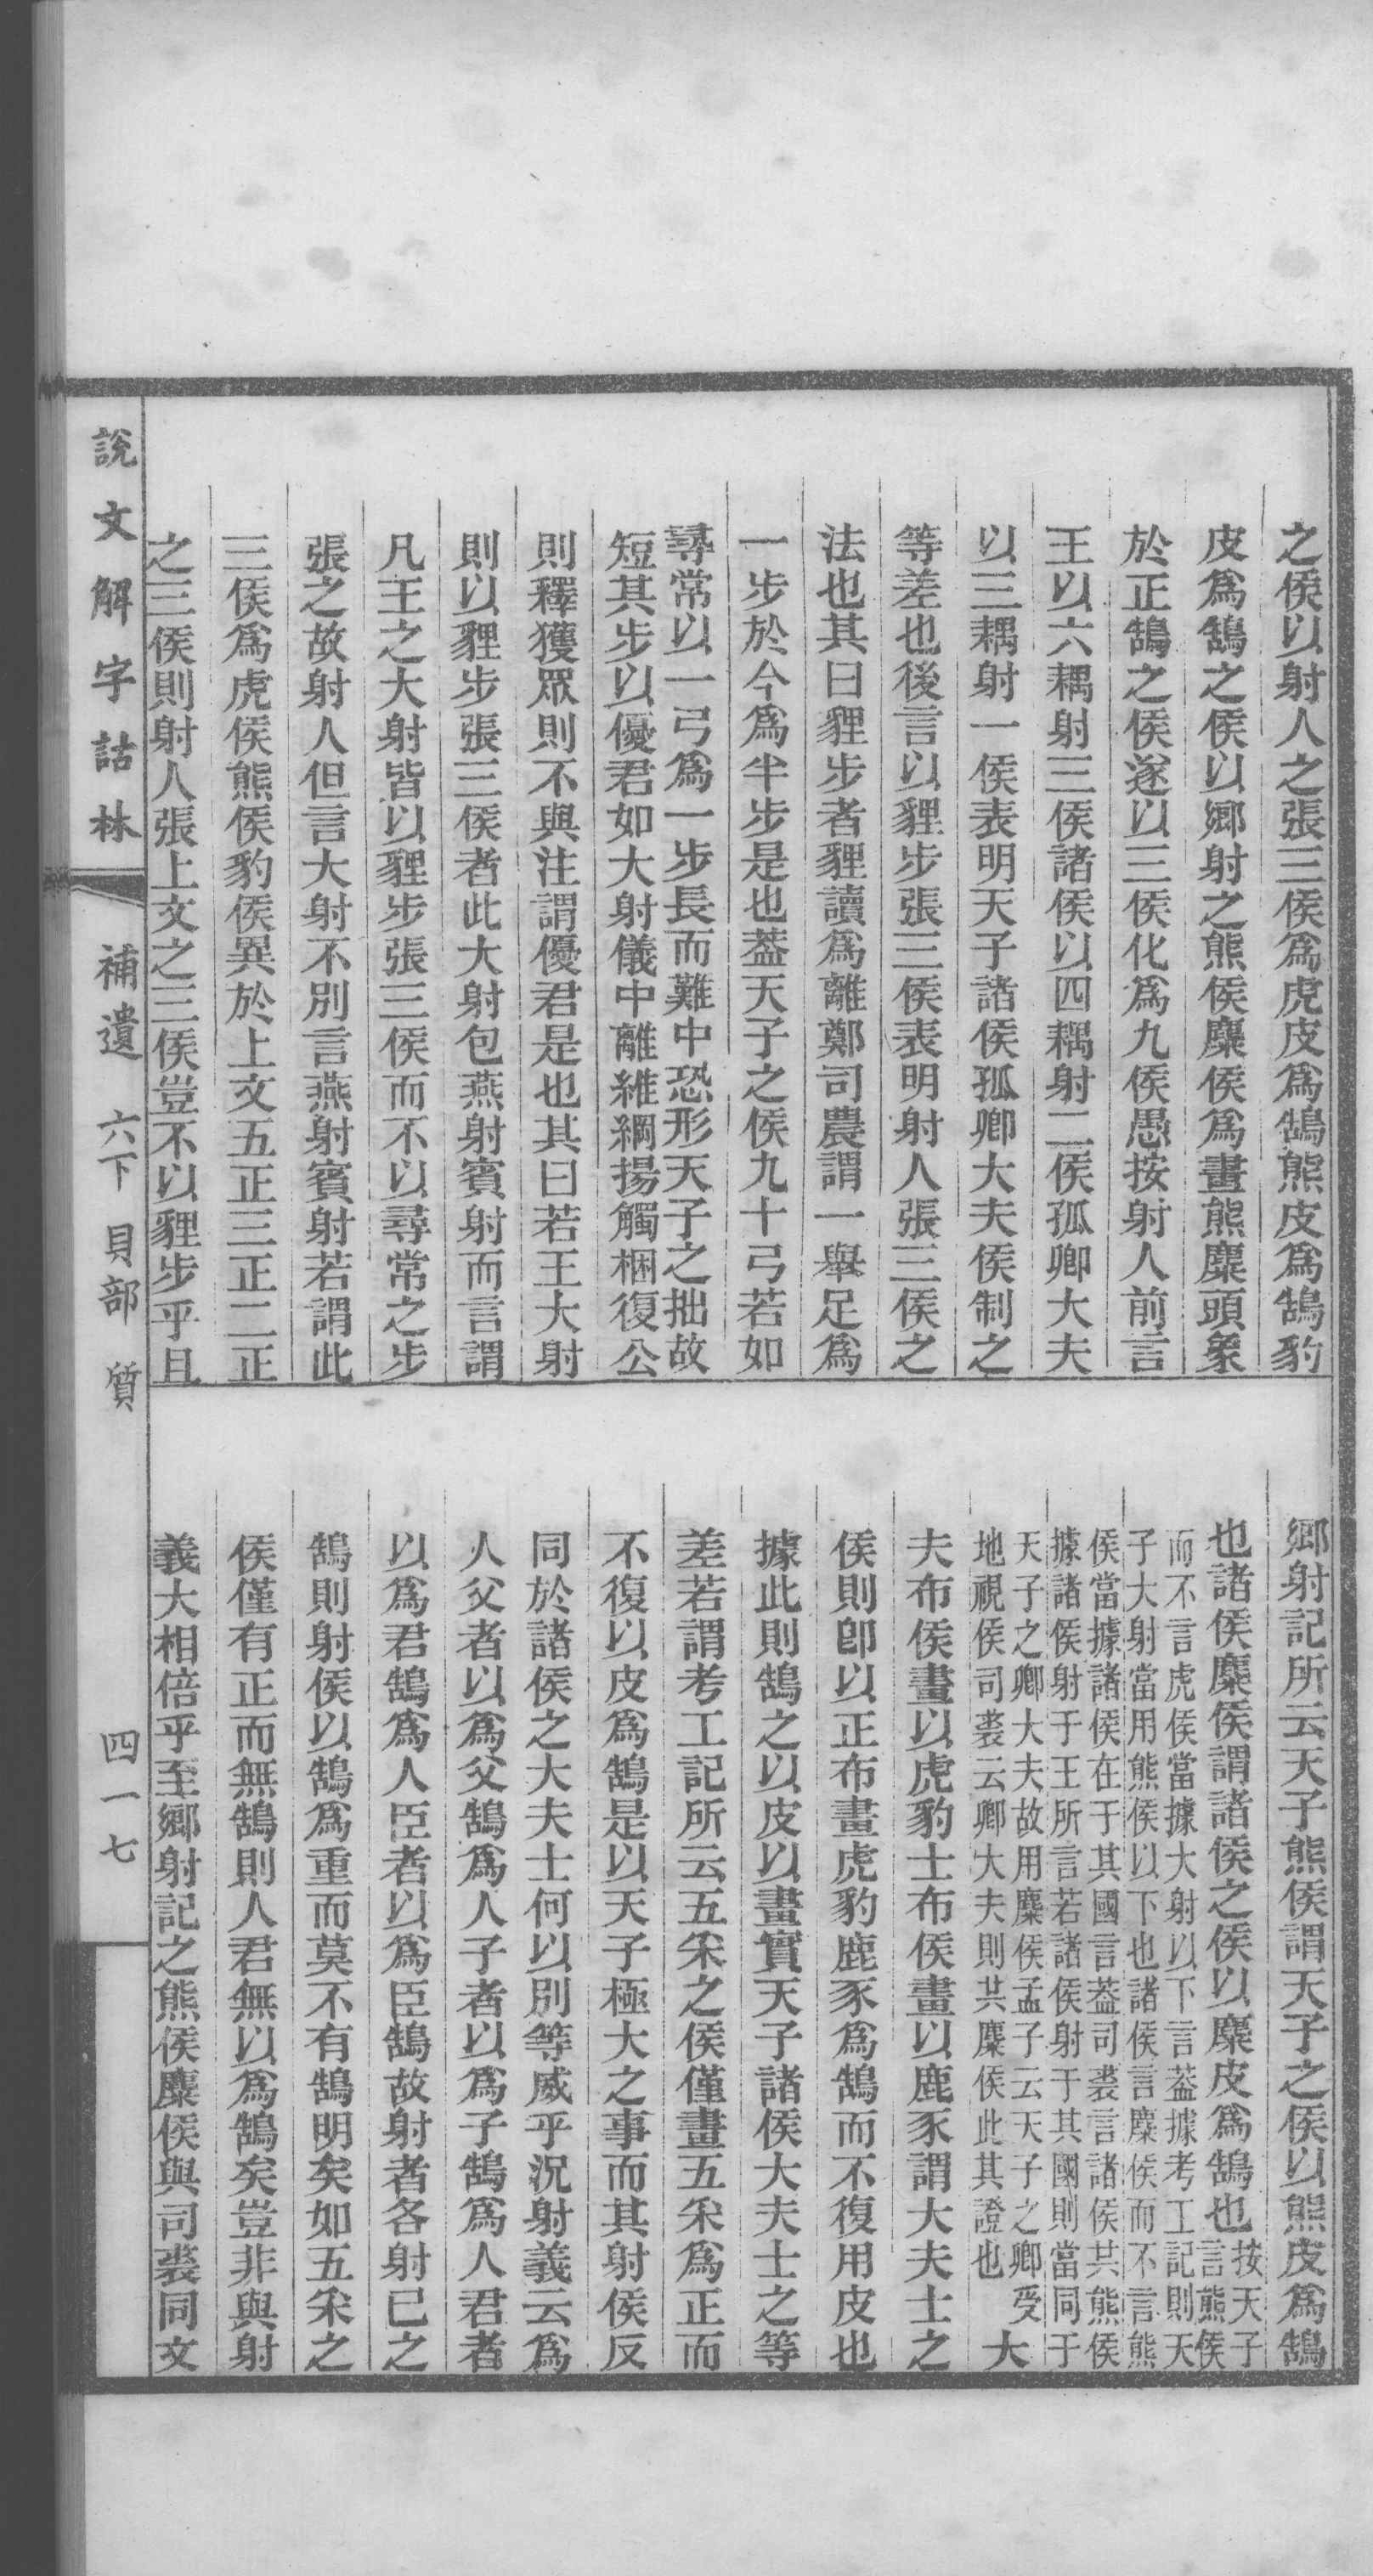 之侯以射人之張三侯爲虎皮爲鵠熊皮爲鵠豹
皮爲鵠之侯以鄉射之熊侯麋侯爲畫熊麋頭象
於正鵠之侯遂以三侯化爲九侯愚按射人前言
王以六耦射三侯諸侯以四耦射二侯孤卿大夫
以三耦射一侯表明天子諸侯孤卿大夫侯制之
等差也後言以貍步張三侯表明射人張三侯之
法也其曰貍步者貍讀爲離鄭司農謂一舉足爲
一步於今爲半步是也葢天子之侯九十弓若如
尋常以一弓爲一步長而難中恐形天子之拙故
短其步以優君如大射儀中離維綱揚觸梱復公
則釋獲眾則不與注謂優君是也其曰若王大射
則以貍步張三侯者此大射包燕射賓射而言謂
凡王之大射皆以貍步張三侯而不以尋常之步
張之故射人但言大射不別言燕射賓射若謂此
三侯爲虎侯熊侯豹侯異於上文五正三正二正
之三侯則射人張上文之三侯豈不以貍步乎且
鄉射記所云天子熊侯謂天子之侯以熊皮爲鵠
也諸侯麋侯謂諸侯之侯以麋皮爲鵠也按天子言熊侯
而不言虎侯當據大射以下言葢據考工記則天子大射當用熊侯以下也諸侯言麋侯而不言熊
侯當據諸侯在于其國言葢司裘言諸侯共熊侯據諸侯射于王所言若諸侯射于其國則當同于
天子之卿大夫故用麋侯孟子云天子之卿受地視侯司裘云卿大夫則共麋侯此其證也大
夫布侯畫以虎豹士布侯畫以鹿豕謂大夫士之
侯則卽以正布畫虎豹鹿豕爲鵠而不復用皮也
據此則鵠之以皮以畫實天子諸侯大夫士之等
差若謂考工記所云五采之侯僅畫五采爲正而
不復以皮爲鵠是以天子極大之事而其射侯反
同於諸侯之大夫士何以別等威乎況射義云爲
人父者以爲父鵠爲人子者以爲子鵠爲人君者
以爲君鵠爲人臣者以爲臣鵠故射者各射己之
鵠則射侯以鵠爲重而莫不有鵠明矣如五采之
侯僅有正而無鵠則人君無以爲鵠矣豈非與射
義大相倍乎至鄉射記之熊侯麋侯與司裘同文
說文解字詁林 補遺 六下 貝部 質 四一七